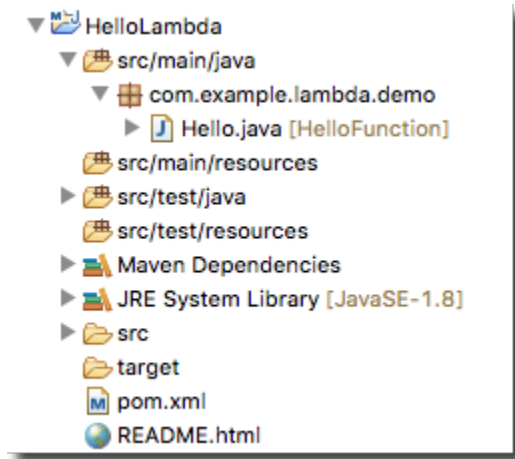 HelloLambda
src/main/java
com.example.lambda.demo
Hello.java [HelloFunction]
src/main/resources
src/test/java
src/test/resources
Maven Dependencies
JRE System Library [JavaSE-1.8]
src
target
pom.xml
README.html